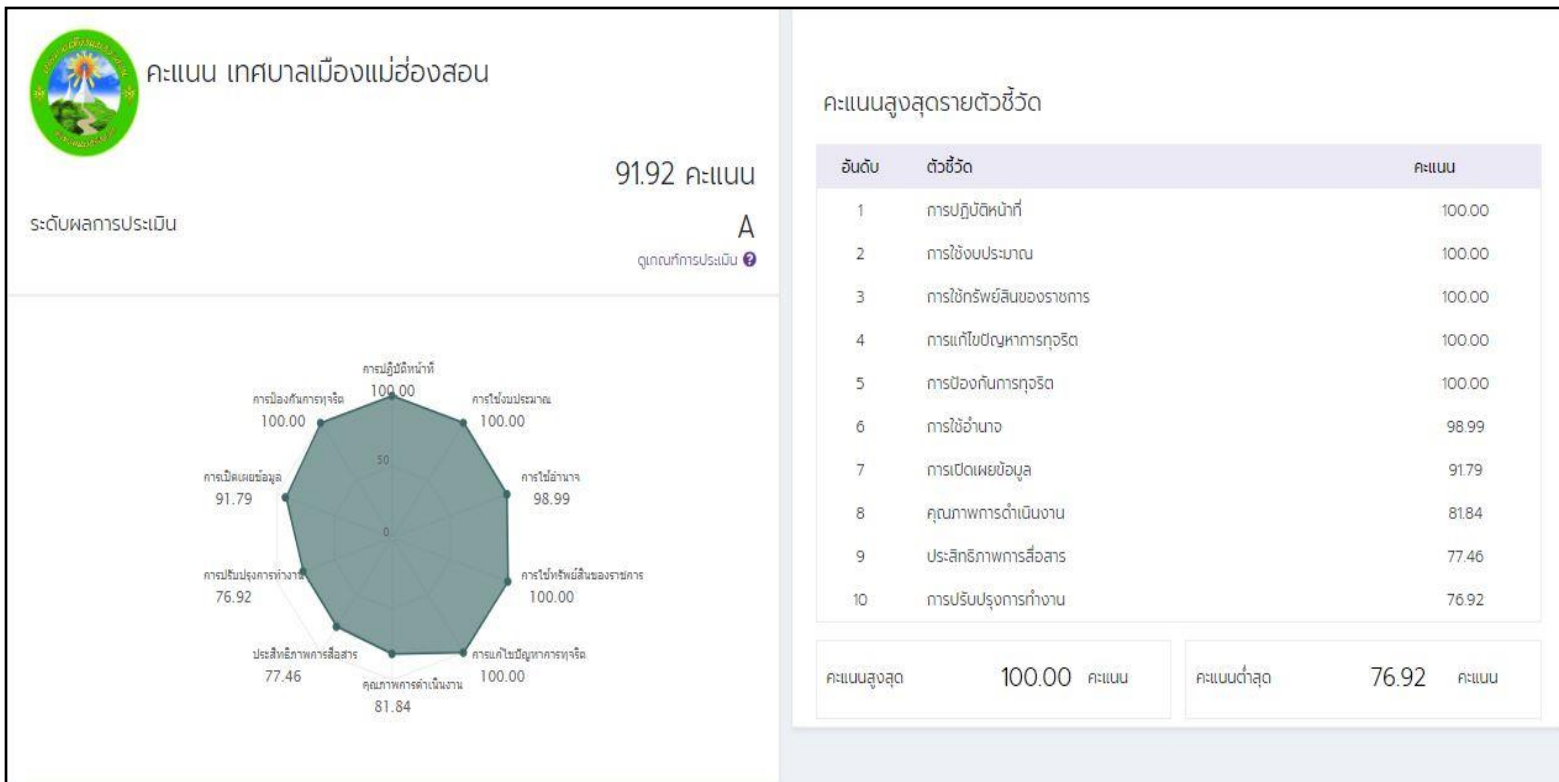 คะแนน เทศบาลเมืองแม่ฮ่องสอน
91.92 คะแนน
ระดับผลการประเมิน
A
ดูเกณฑ์การประเมิน ?
การปฏิบัติหน้าที่
100.00
การป้องกันการทุจริต
100.00
การใช้งบประมาณ
100.00
การเปิดเผยข้อมูล
91.79
50
การใช้อำนาจ
98.99
0
การปรับปรุงการทำงาน
76.92
การใช้ทรัพย์สินของราชการ
100.00
ประสิทธิภาพการสื่อสาร
77.46
การแก้ไขปัญหาการทุจริต
100.00
คุณภาพการดำเนินงาน
81.84
คะแนนสูงสุดรายตัวชี้วัด
อันดับ ตัวชี้วัด คะแนน
1 การปฏิบัติหน้าที่ 100.00
2 การใช้งบประมาณ 100.00
3 การใช้ทรัพย์สินของราชการ 100.00
4 การแก้ไขปัญหาการทุจริต 100.00
5 การป้องกันการทุจริต 100.00
6 การใช้อำนาจ 98.99
7 การเปิดเผยข้อมูล 91.79
8 คุณภาพการดำเนินงาน 81.84
9 ประสิทธิภาพการสื่อสาร 77.46
10 การปรับปรุงการทำงาน 76.92
คะแนนสูงสุด 100.00 คะแนน
คะแนนต่ำสุด 76.92 คะแนน